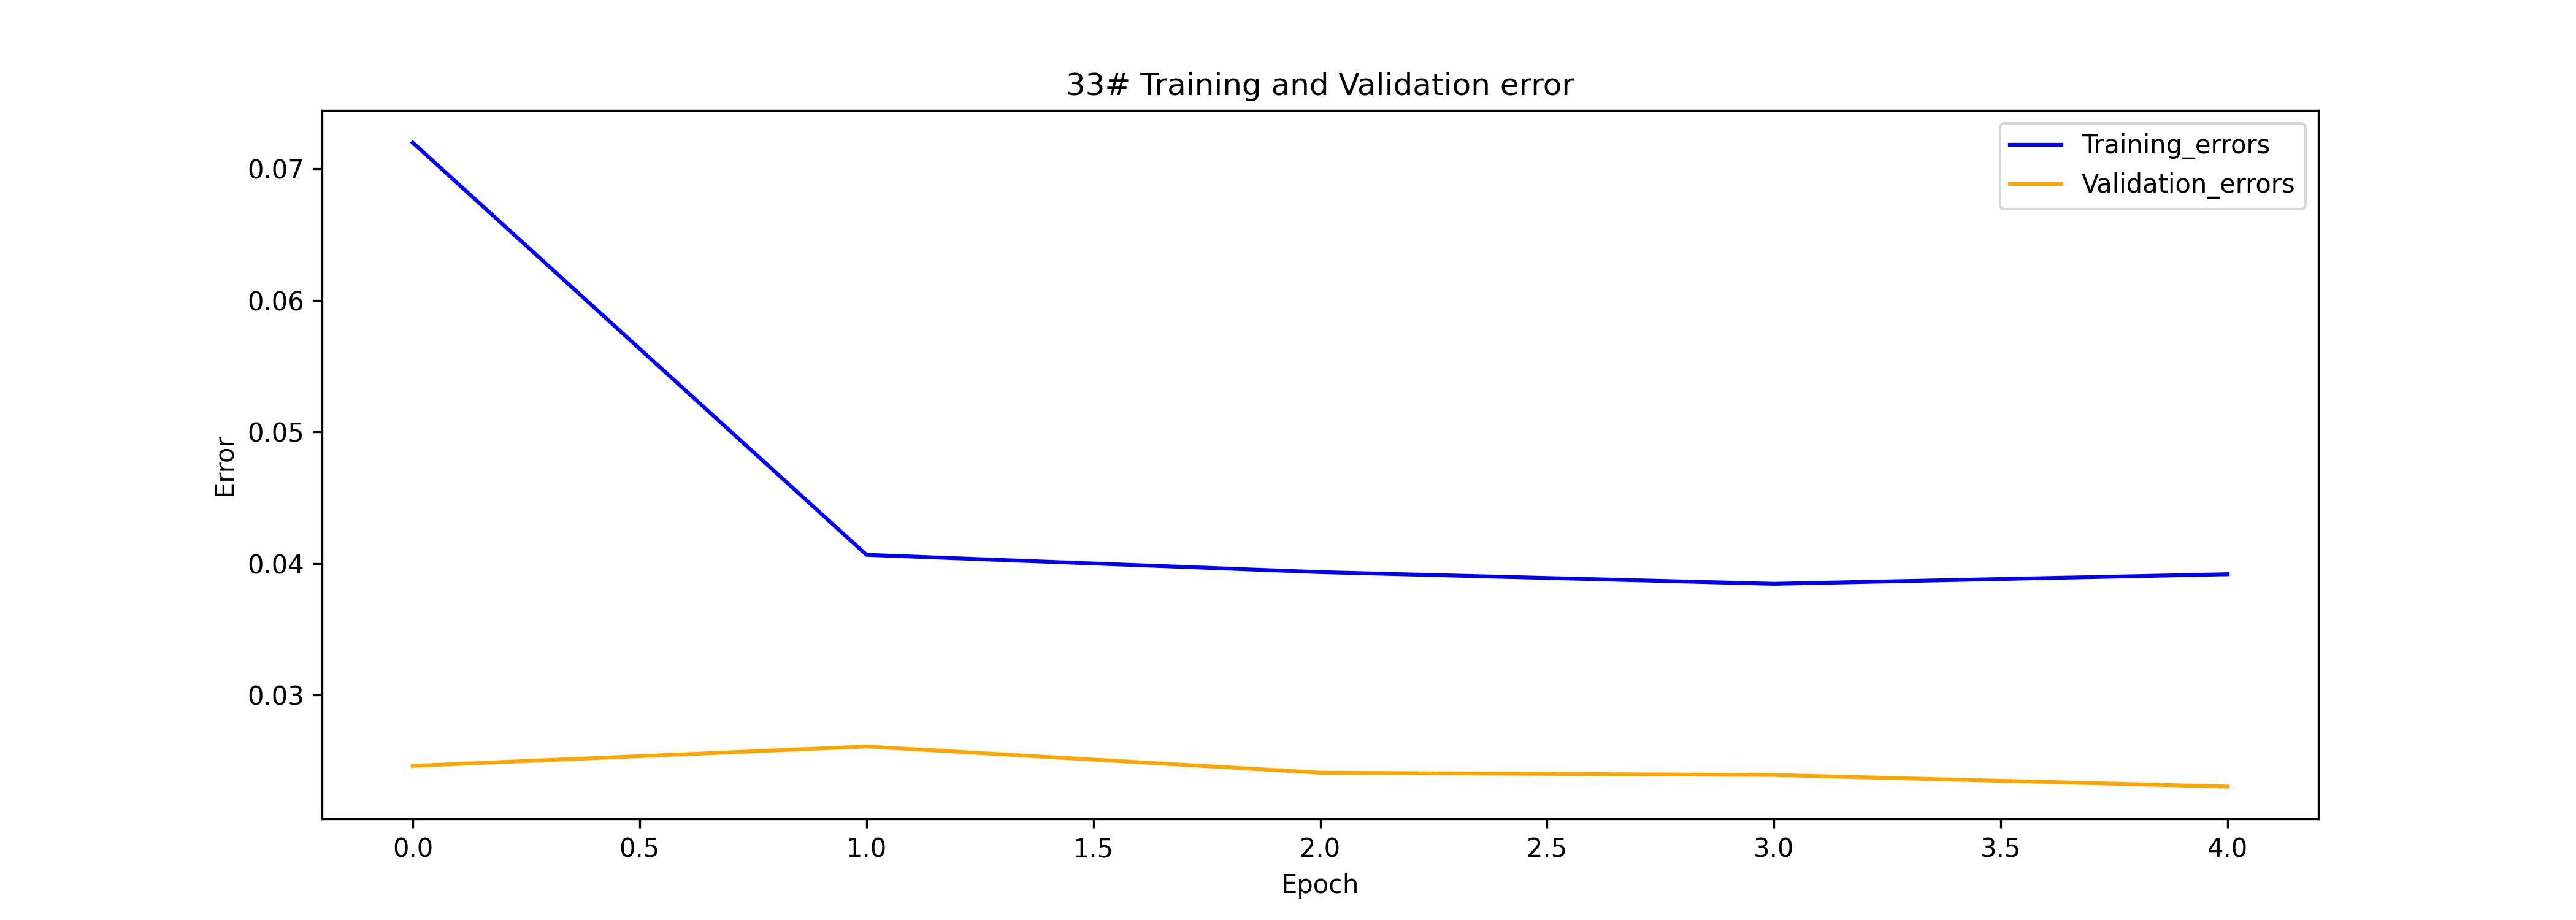 33# Training and Validation error
Training_errors
Validation_errors
0.07
0.06
0.05
0.04
0.03
Error
0.0 0.5 1.0 1.5 2.0 2.5 3.0 3.5 4.0
Epoch